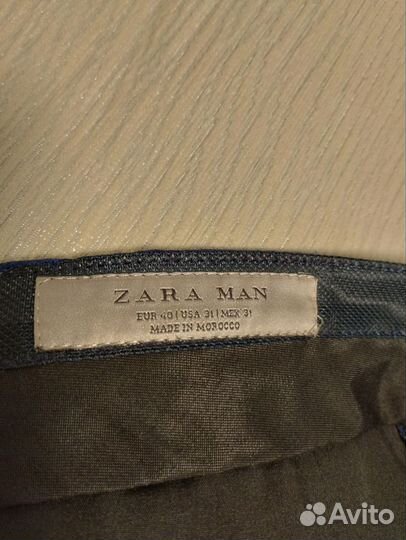 ZARA MAN
EUR 40 | USA 31 | MEX 31
MADE IN MOROCCO
Avito